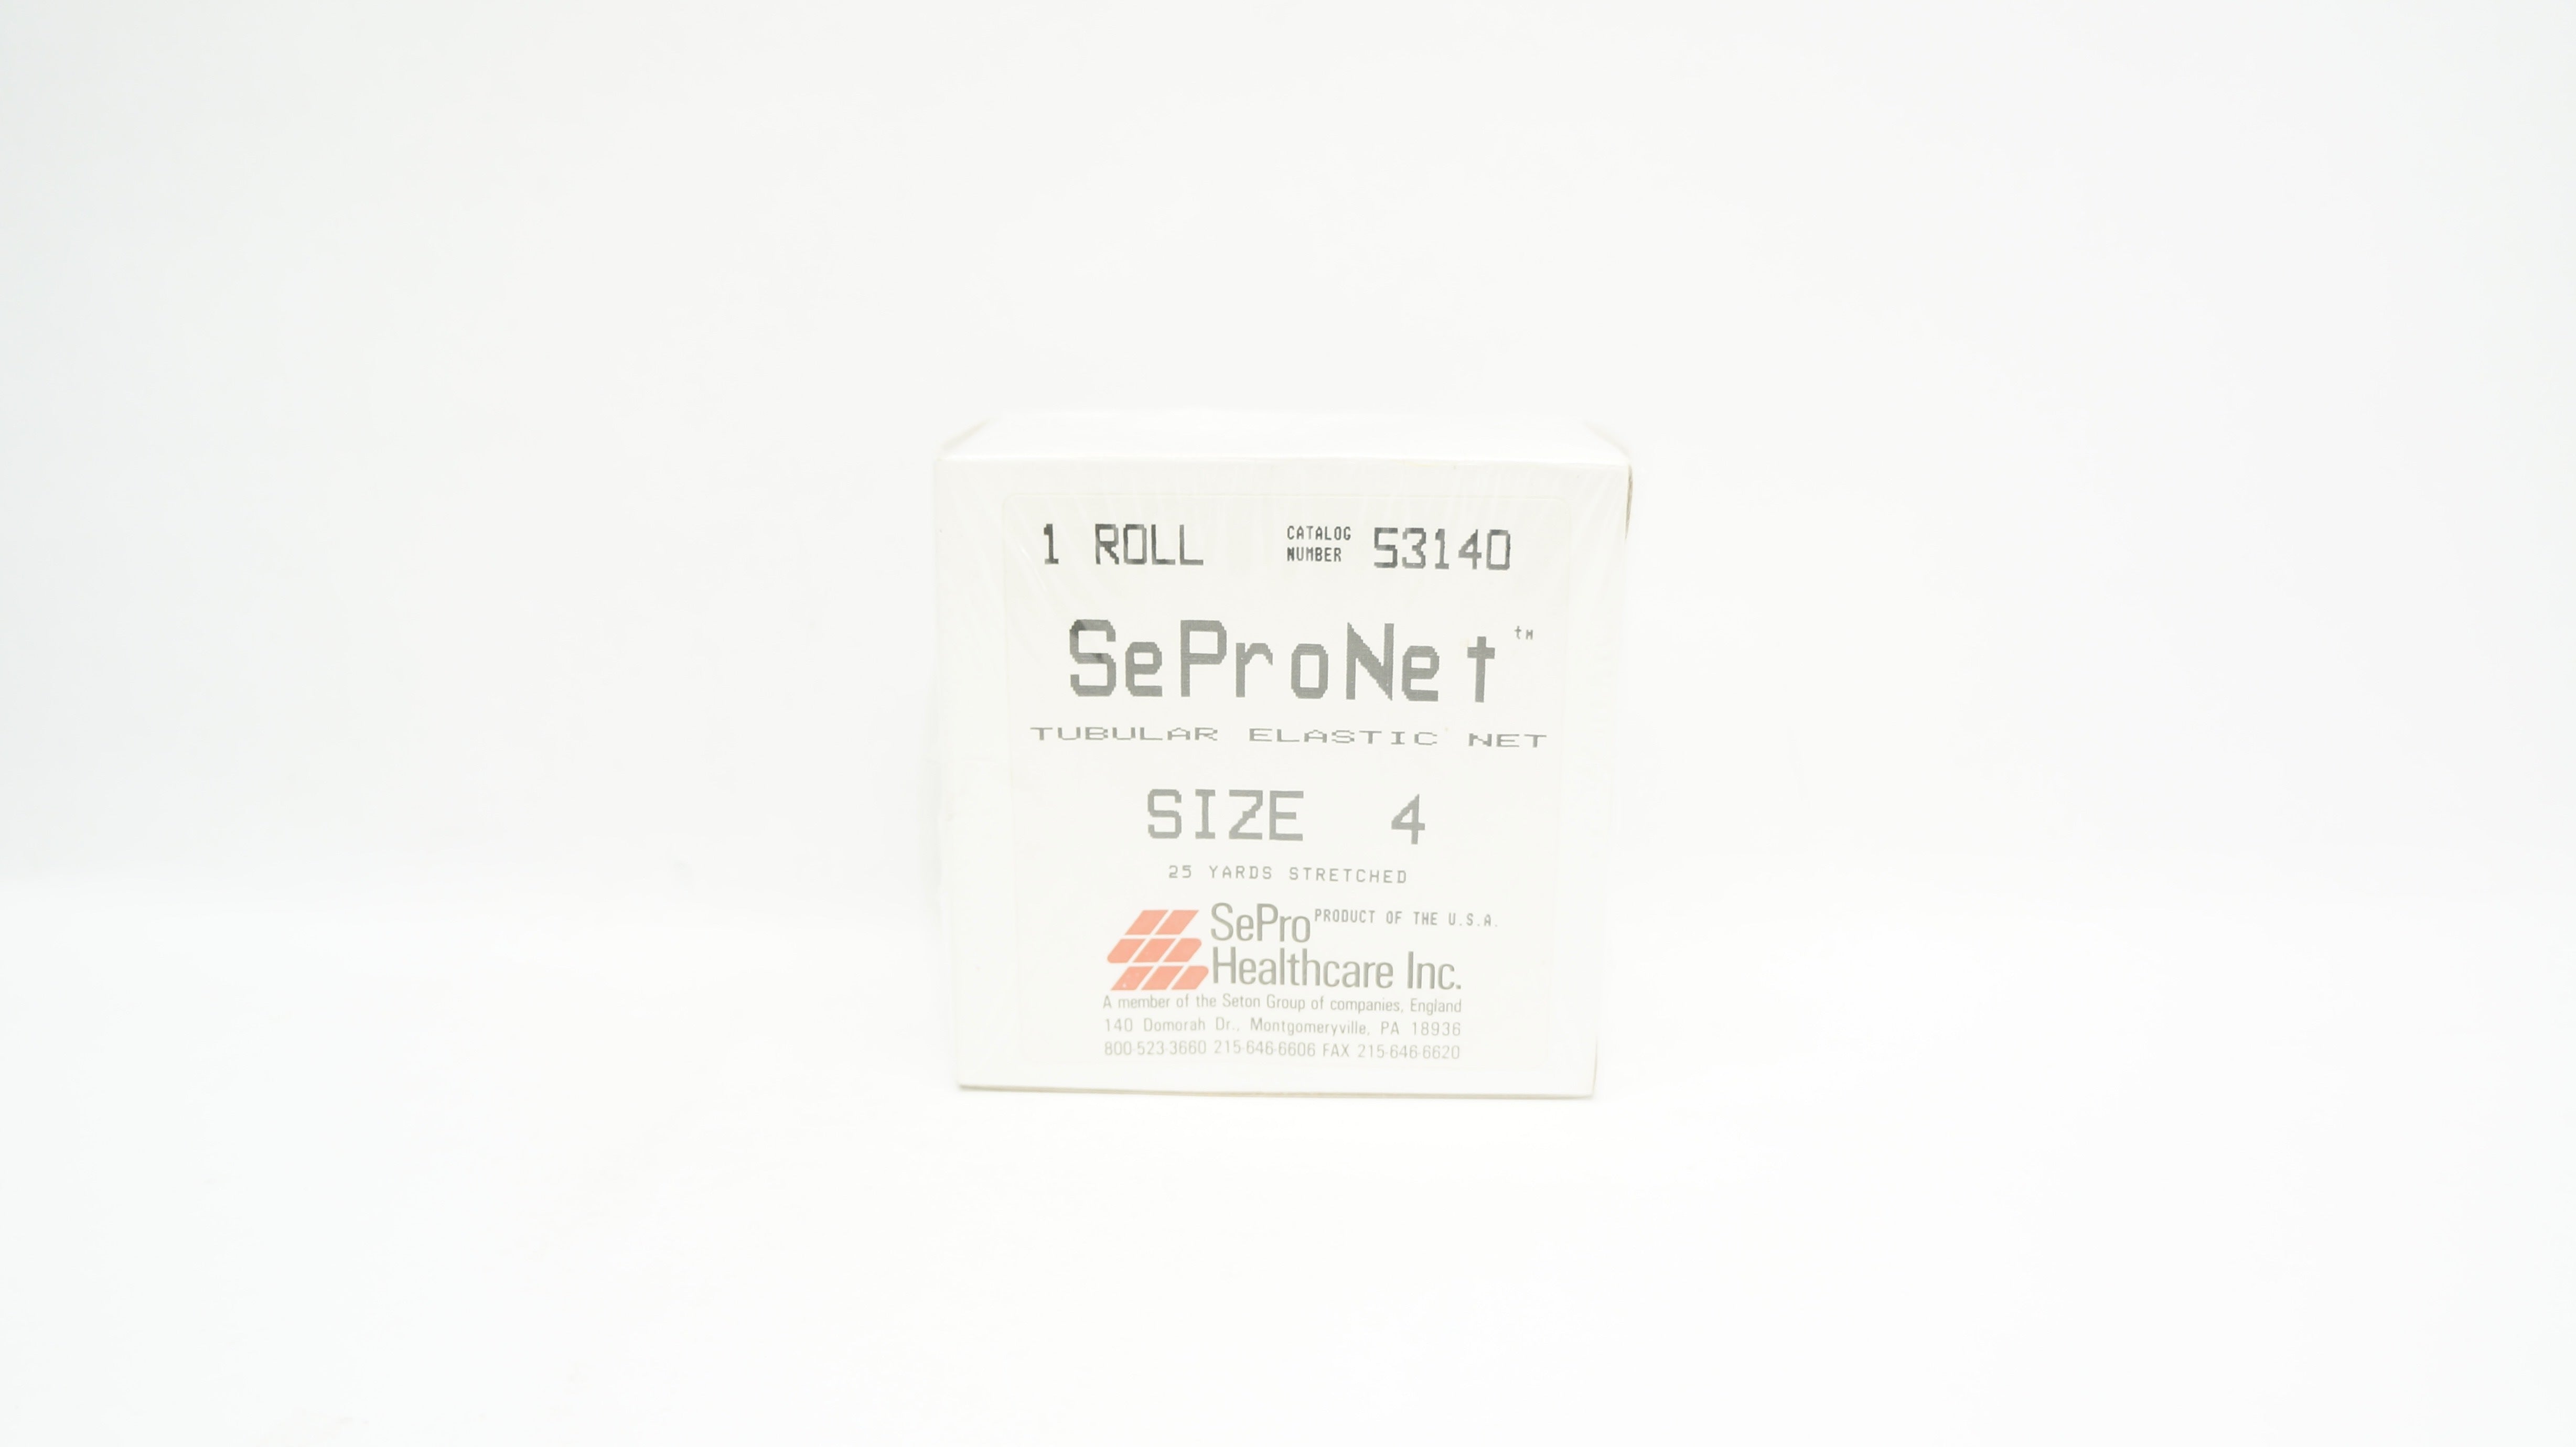 1 ROLL CATALOG NUMBER 53140
SeProNet™
TUBULAR ELASTIC NET
SIZE 4
25 YARDS STRETCHED
SePro PRODUCT OF THE U.S.A.
Healthcare Inc.
A member of the Seton Group of companies, England
140 Domorah Dr., Montgomeryville, PA 18936
800-523-3660 215-646-6606 FAX 215-646-6620